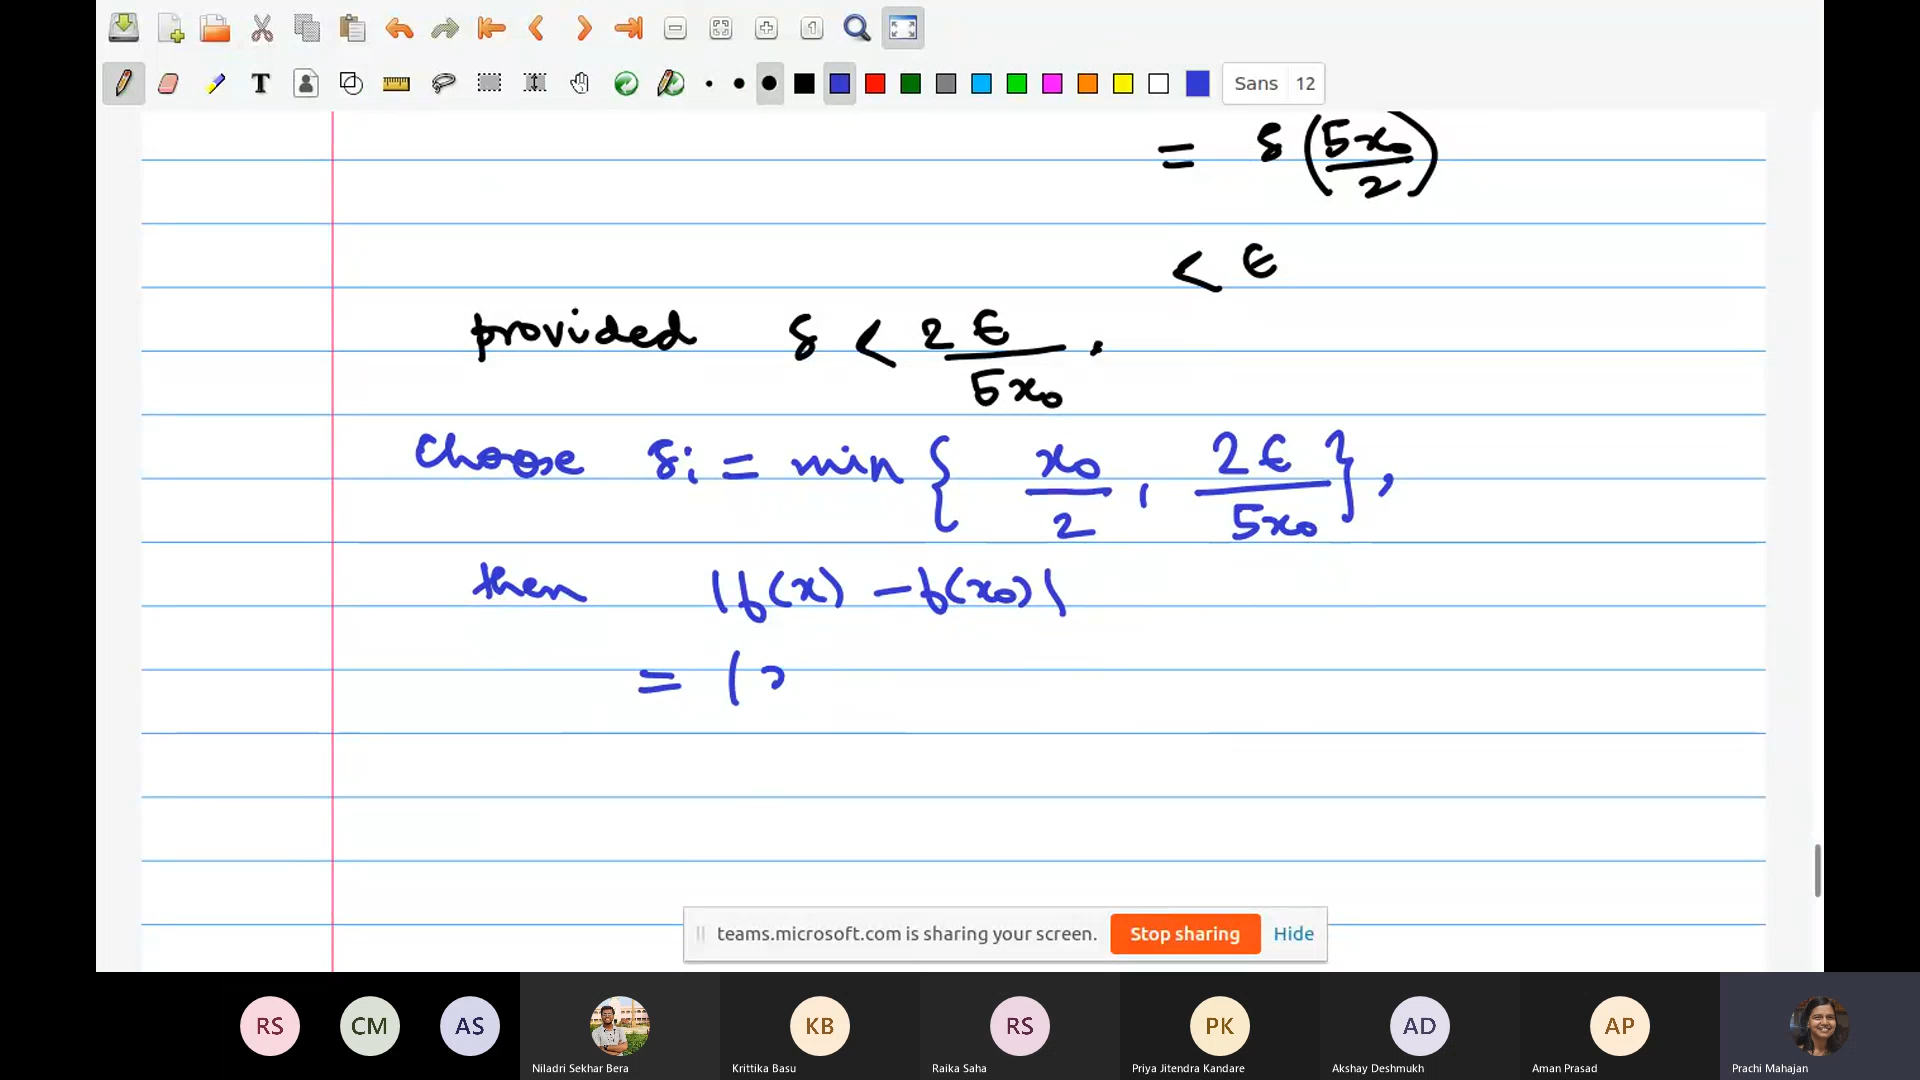 T
Sans 12
= δ (5x₀/2)
< ε
provided δ < 2ε/5x₀ .
Choose δ: = min { x₀/2 , 2ε/5x₀ } ,
then |f(x) - f(x₀)|
= |
teams.microsoft.com is sharing your screen. Stop sharing Hide
RS CM AS KB RS PK AD AP
Niladri Sekhar Bera Krittika Basu Raika Saha Priya Jitendra Kandare Akshay Deshmukh Aman Prasad Prachi Mahajan